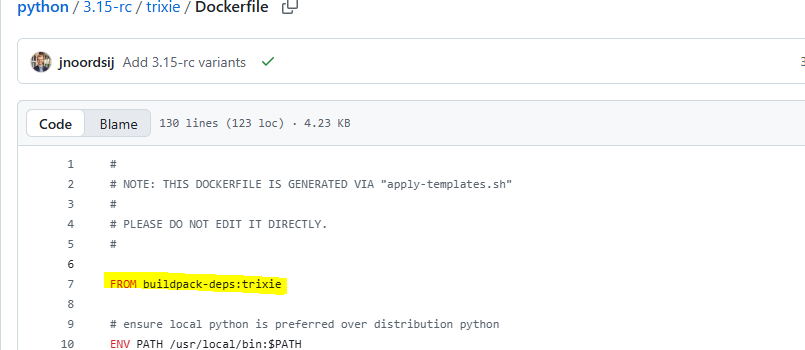 python / 3.15-rc / trixie / Dockerfile
jnoordsij Add 3.15-rc variants 3
Code Blame 130 lines (123 loc) · 4.23 KB
1 #
2 # NOTE: THIS DOCKERFILE IS GENERATED VIA "apply-templates.sh"
3 #
4 # PLEASE DO NOT EDIT IT DIRECTLY.
5 #
6
7 FROM buildpack-deps:trixie
8
9 # ensure local python is preferred over distribution python
10 ENV PATH /usr/local/bin:$PATH